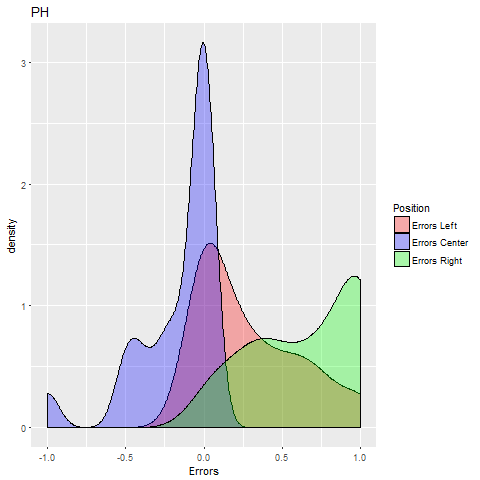 PH
3
2
1
0
density
-1.0 -0.5 0.0 0.5 1.0
Errors
Position
Errors Left
Errors Center
Errors Right